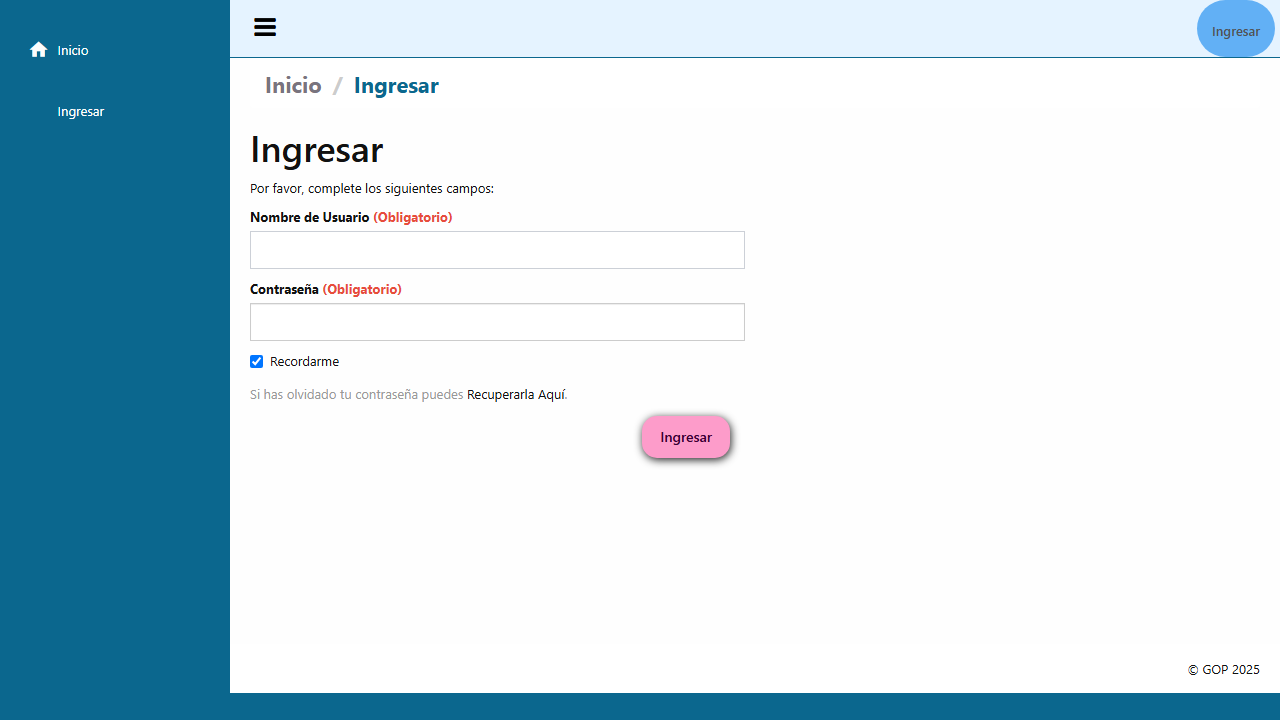 Inicio
Ingresar
Ingresar
Inicio / Ingresar
Ingresar
Por favor, complete los siguientes campos:
Nombre de Usuario (Obligatorio)
Contraseña (Obligatorio)
Recordarme
Si has olvidado tu contraseña puedes Recuperarla Aquí.
Ingresar
© GOP 2025